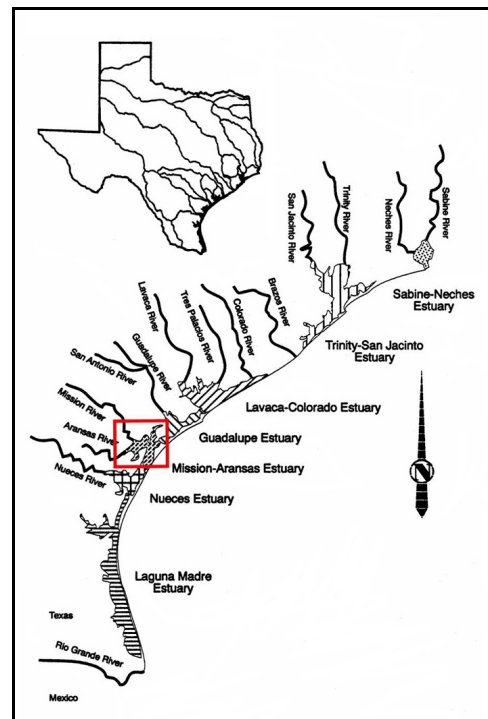 San Jacinto River
Trinity River
Neches River
Sabine River
Sabine-Neches
Estuary
Lavaca River
Tres Palacios River
Colorado River
Brazos River
Trinity-San Jacinto
Estuary
San Antonio River
Guadalupe River
Mission River
Aransas River
Nueces River
Lavaca-Colorado Estuary
Guadalupe Estuary
Mission-Aransas Estuary
Nueces Estuary
N
Laguna Madre
Estuary
Texas
Rio Grande River
Mexico